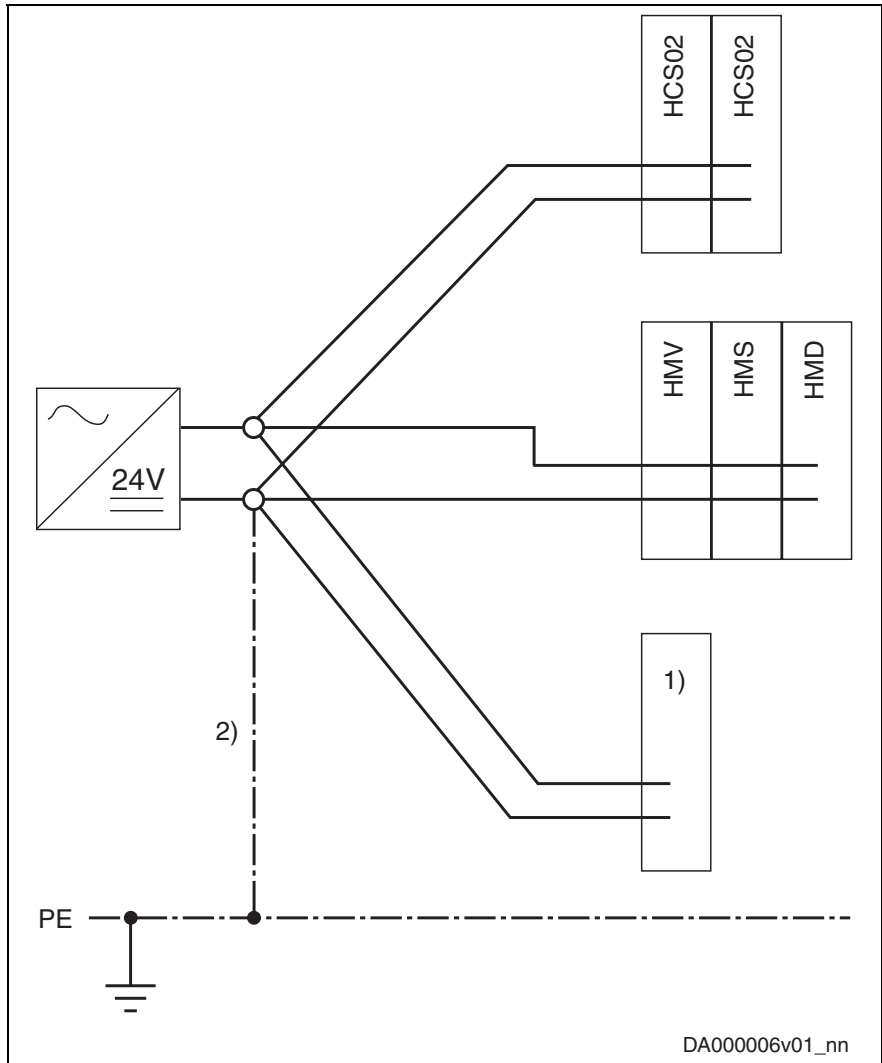 HCS02
HCS02
HMV
HMS
HMD
24V
1)
2)
PE
DA000006v01_nn